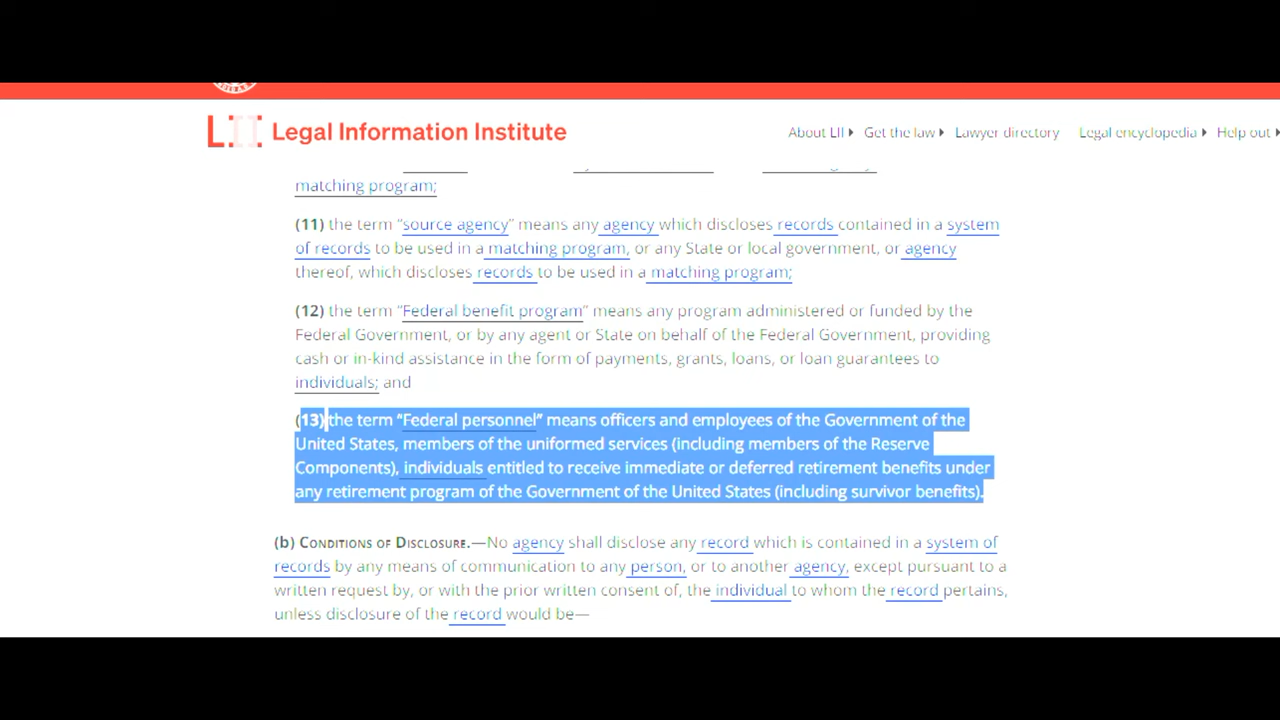 Legal Information Institute
About LII Get the law Lawyer directory Legal encyclopedia Help out
matching program;
(11) the term “source agency” means any agency which discloses records contained in a system
of records to be used in a matching program, or any State or local government, or agency
thereof, which discloses records to be used in a matching program;
(12) the term “Federal benefit program” means any program administered or funded by the
Federal Government, or by any agent or State on behalf of the Federal Government, providing
cash or in-kind assistance in the form of payments, grants, loans, or loan guarantees to
individuals; and
(13) the term “Federal personnel” means officers and employees of the Government of the
United States, members of the uniformed services (including members of the Reserve
Components), individuals entitled to receive immediate or deferred retirement benefits under
any retirement program of the Government of the United States (including survivor benefits).
(b) Conditions of Disclosure.—No agency shall disclose any record which is contained in a system of
records by any means of communication to any person, or to another agency, except pursuant to a
written request by, or with the prior written consent of, the individual to whom the record pertains,
unless disclosure of the record would be—